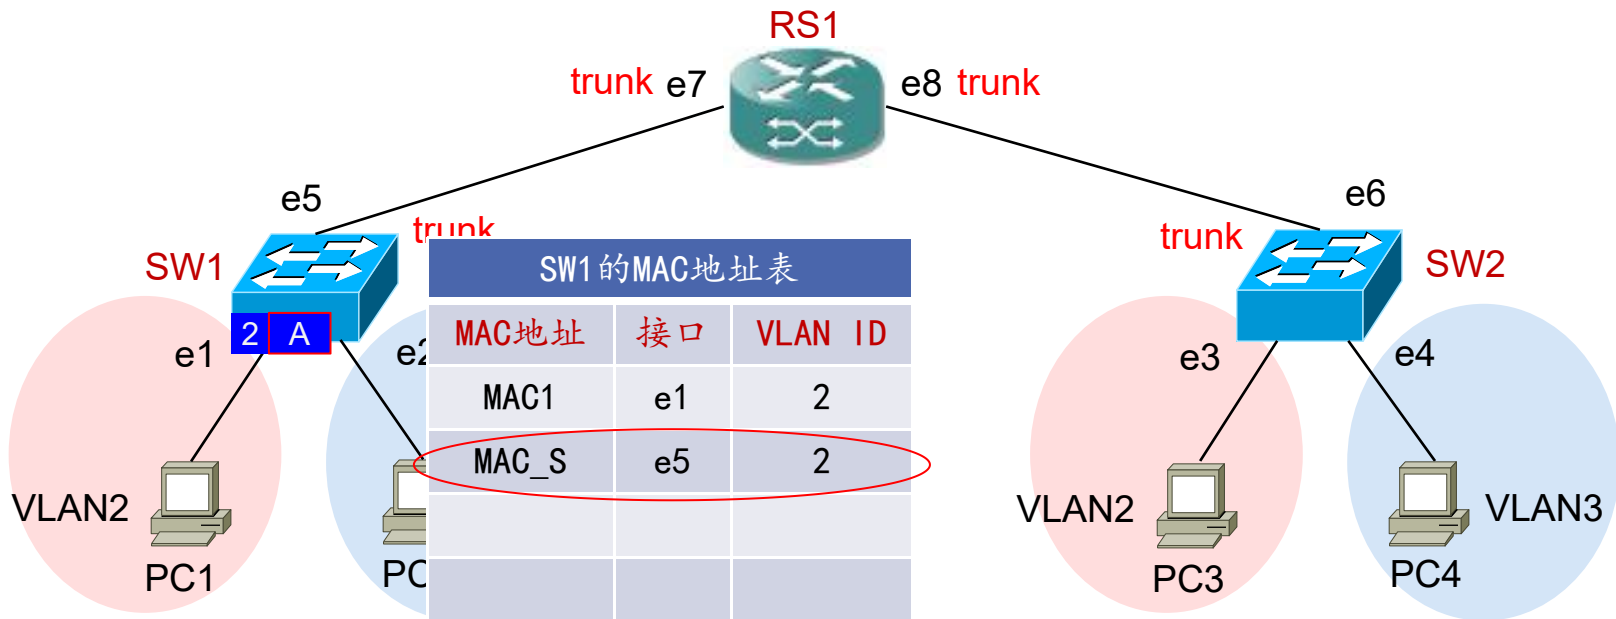 RS1
trunk e7
e8 trunk
e5
e6
trunk
trunk
SW1
SW2
SW1的MAC地址表
MAC地址 接口 VLAN ID
MAC1 e1 2
MAC_S e5 2
2 A
e1
e3
e4
VLAN2
VLAN2
VLAN3
PC1
PC3
PC4